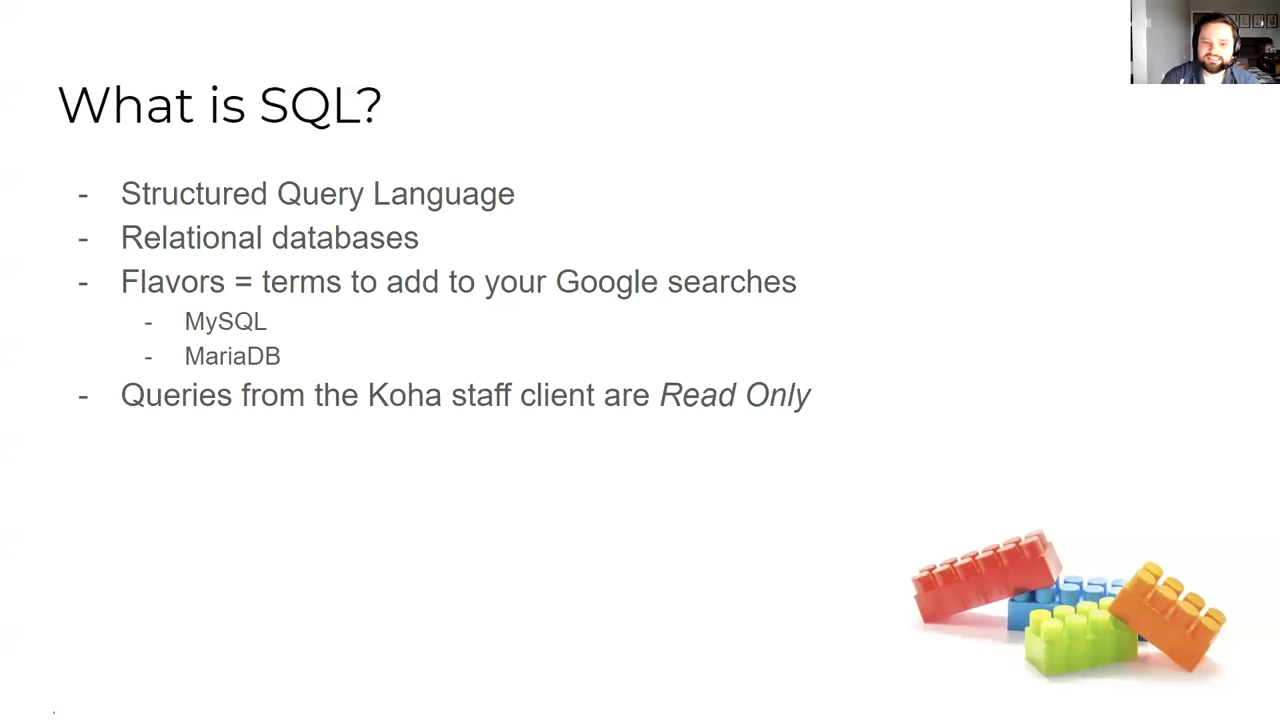 What is SQL?
- Structured Query Language
- Relational databases
- Flavors = terms to add to your Google searches
- MySQL
- MariaDB
- Queries from the Koha staff client are Read Only